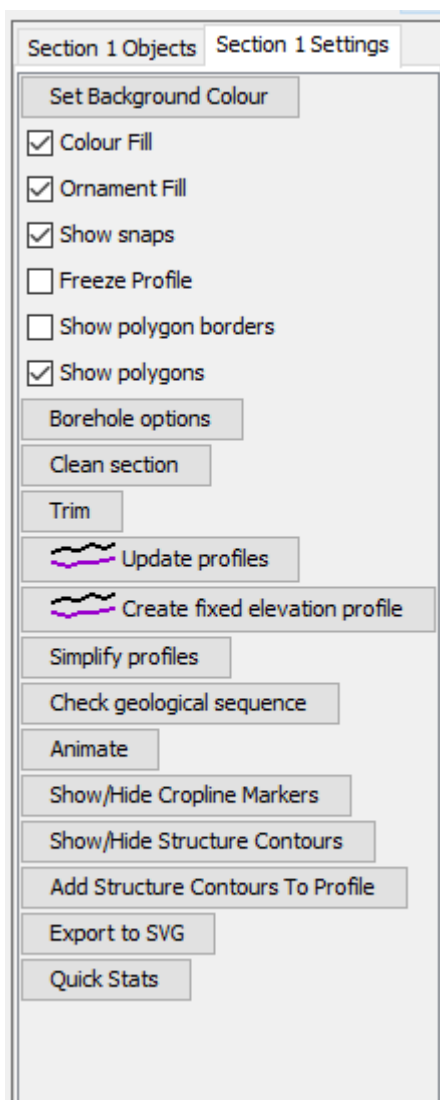 Section 1 Objects Section 1 Settings
Set Background Colour
Colour Fill
Ornament Fill
Show snaps
Freeze Profile
Show polygon borders
Show polygons
Borehole options
Clean section
Trim
Update profiles
Create fixed elevation profile
Simplify profiles
Check geological sequence
Animate
Show/Hide Cropline Markers
Show/Hide Structure Contours
Add Structure Contours To Profile
Export to SVG
Quick Stats